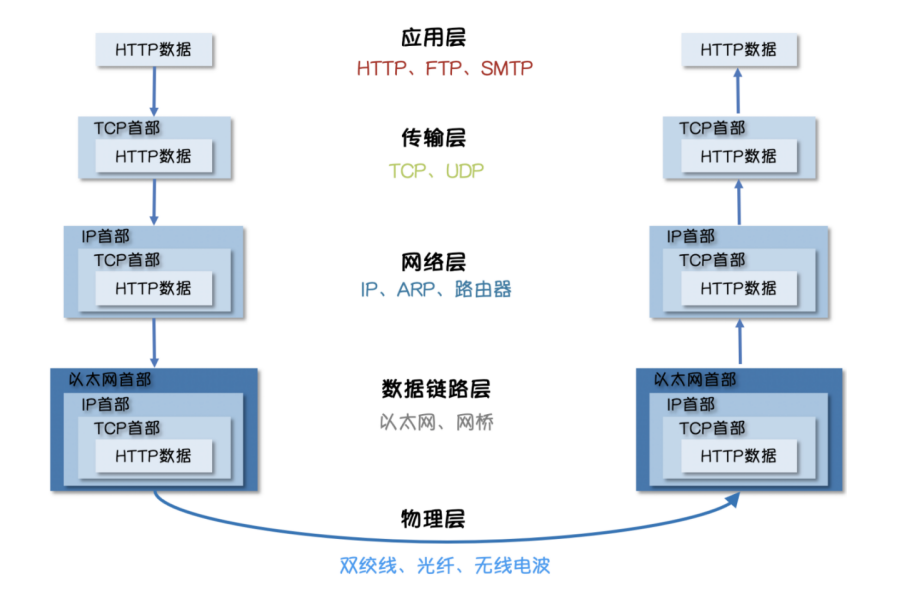 HTTP数据
应用层
HTTP、FTP、SMTP
HTTP数据
TCP首部
HTTP数据
传输层
TCP、UDP
TCP首部
HTTP数据
IP首部
TCP首部
HTTP数据
网络层
IP、ARP、路由器
IP首部
TCP首部
HTTP数据
以太网首部
IP首部
TCP首部
HTTP数据
数据链路层
以太网、网桥
以太网首部
IP首部
TCP首部
HTTP数据
物理层
双绞线、光纤、无线电波